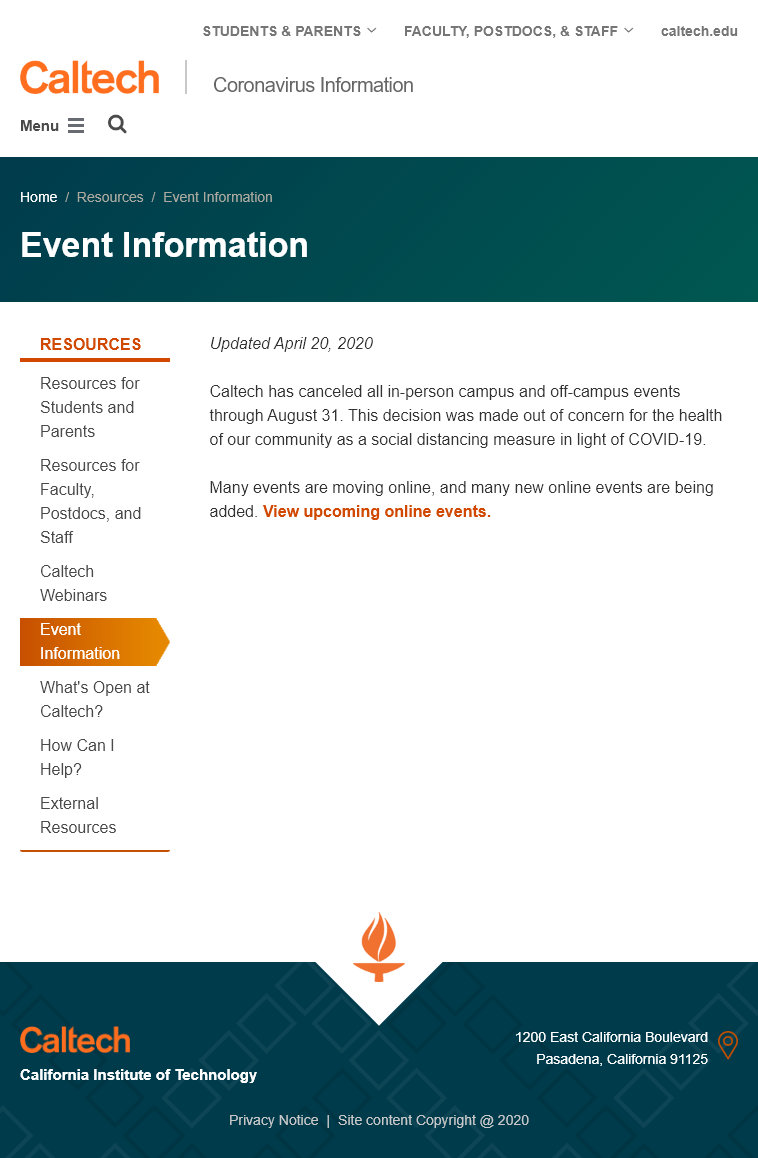 STUDENTS & PARENTS FACULTY, POSTDOCS, & STAFF caltech.edu
Caltech Coronavirus Information
Menu
Home / Resources / Event Information
Event Information
RESOURCES
Resources for
Students and
Parents
Resources for
Faculty,
Postdocs, and
Staff
Caltech
Webinars
Event
Information
What's Open at
Caltech?
How Can I
Help?
External
Resources
Updated April 20, 2020
Caltech has canceled all in-person campus and off-campus events
through August 31. This decision was made out of concern for the health
of our community as a social distancing measure in light of COVID-19.
Many events are moving online, and many new online events are being
added. View upcoming online events.
Caltech
California Institute of Technology
1200 East California Boulevard
Pasadena, California 91125
Privacy Notice | Site content Copyright @ 2020